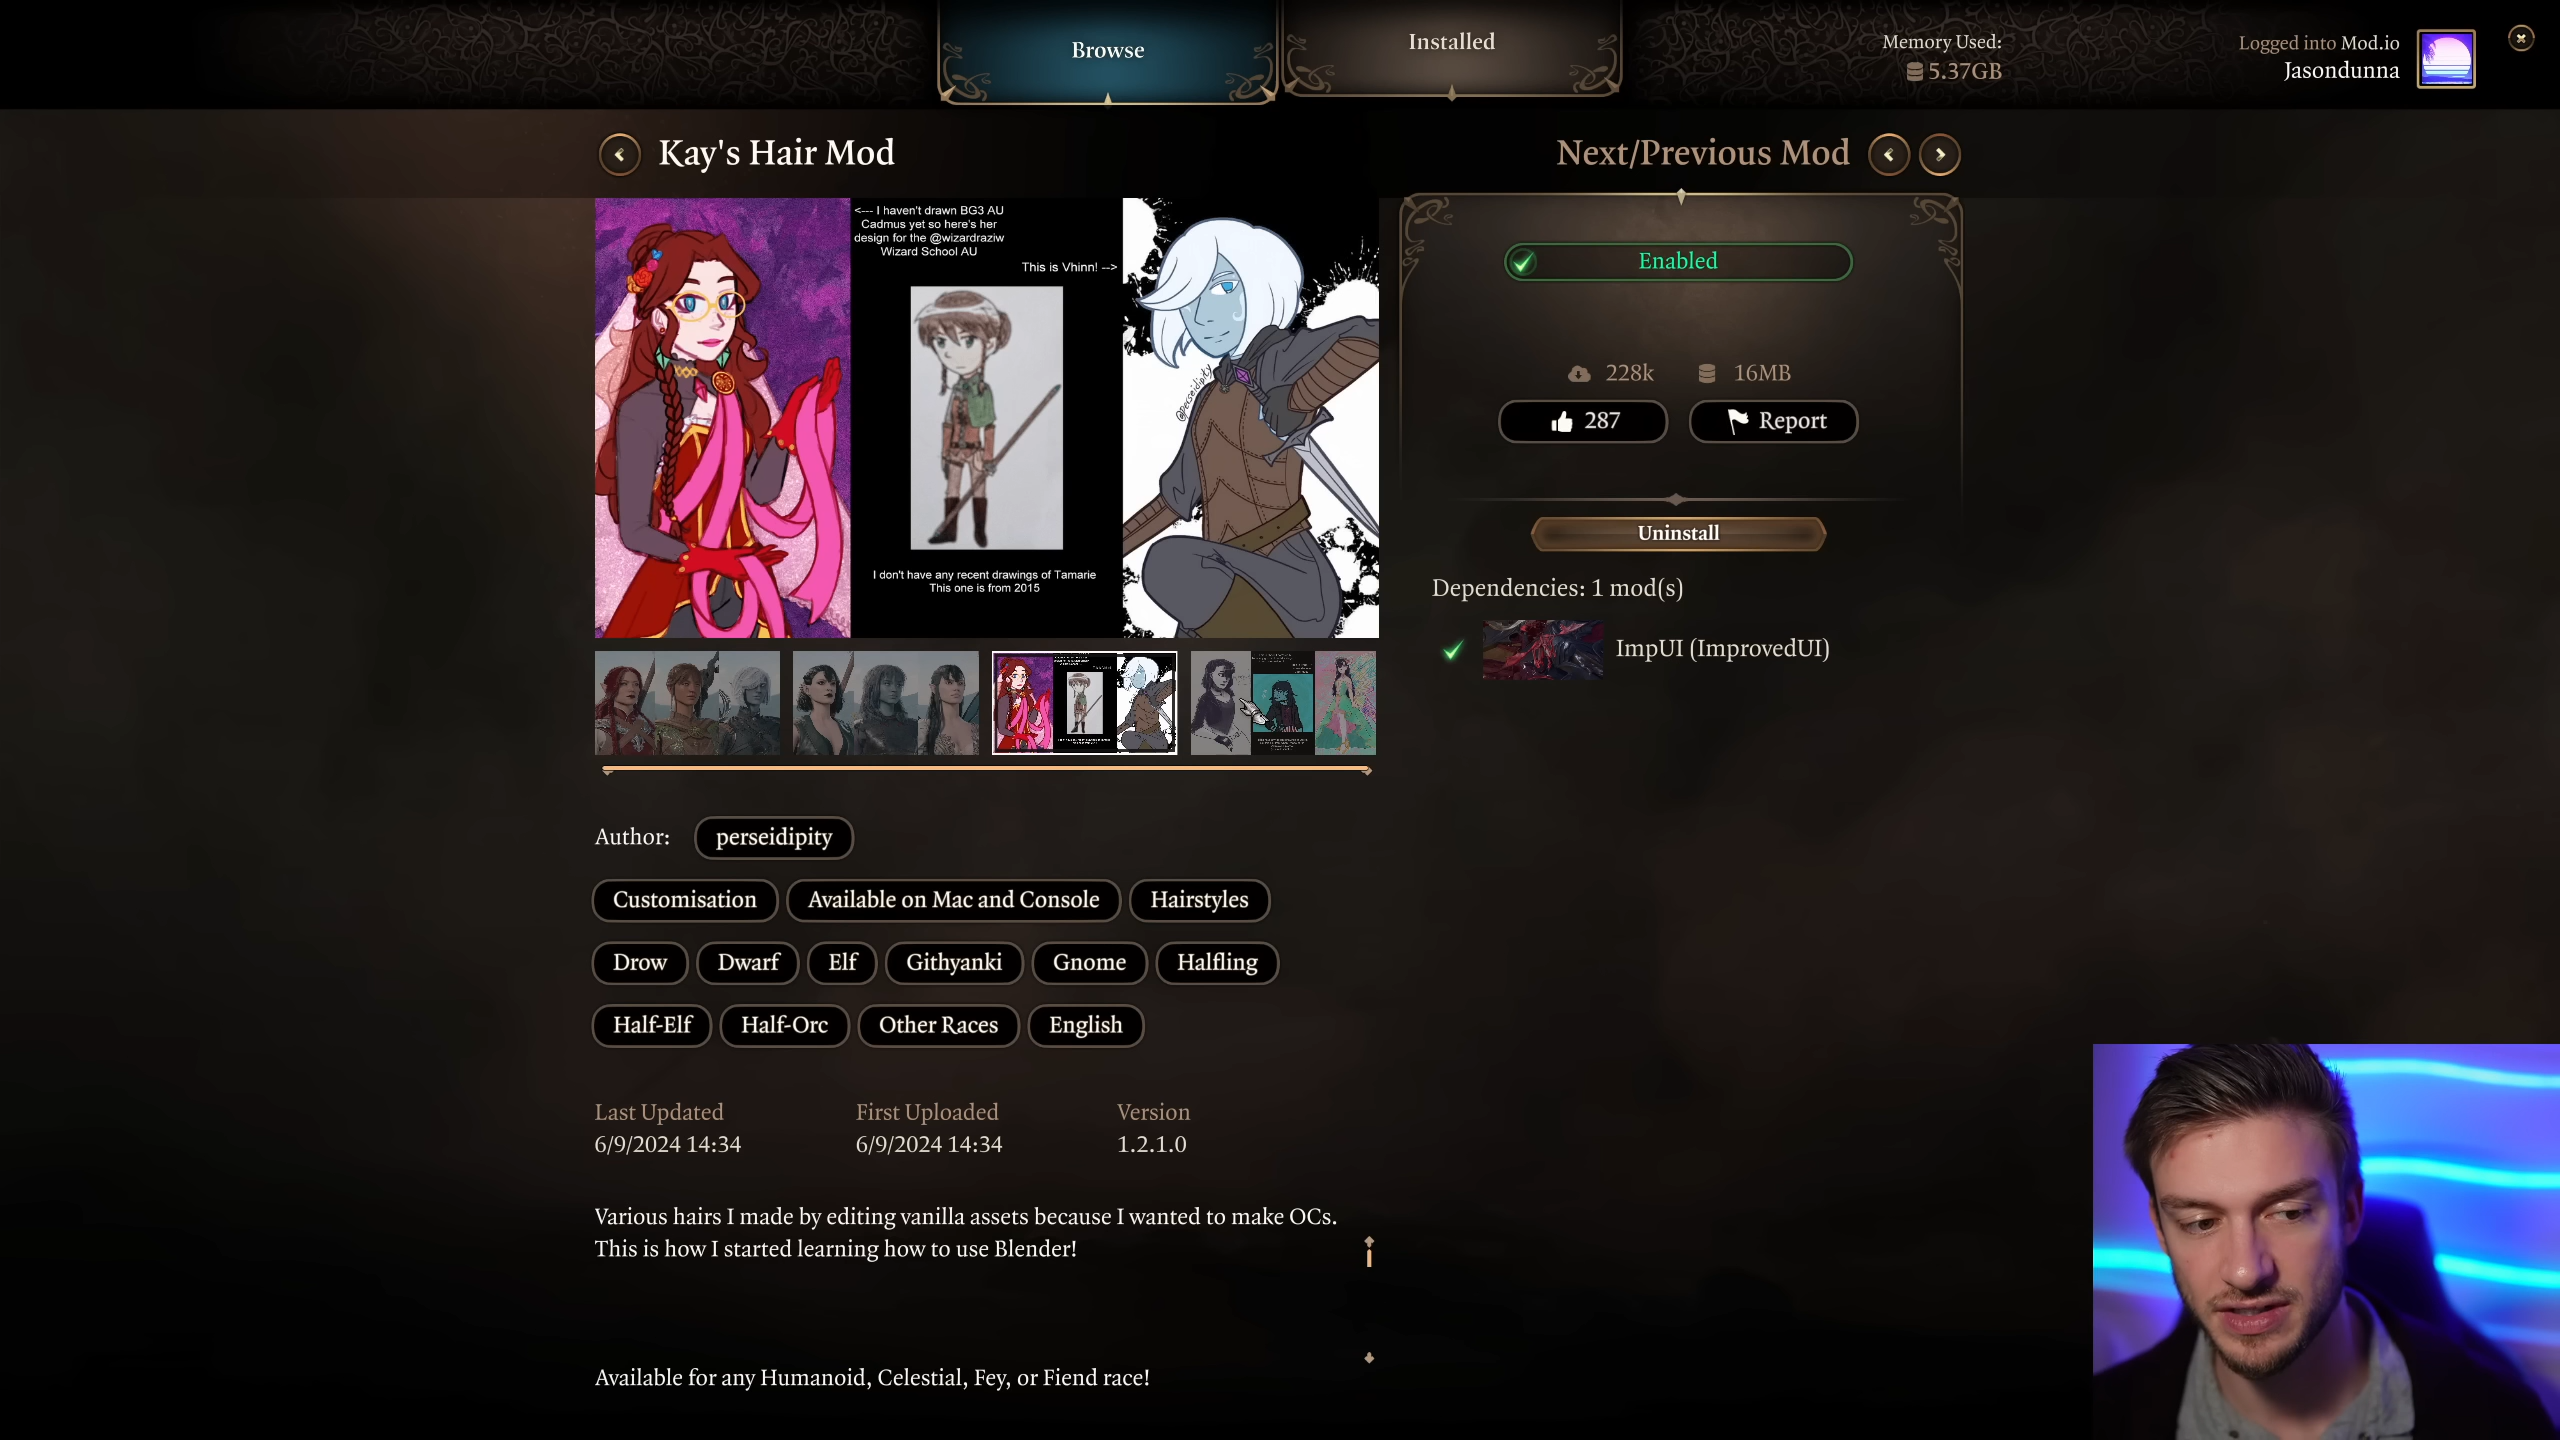 Browse
Installed
Memory Used:
5.37GB
Logged into Mod.io
Jasondunna
Kay's Hair Mod
Next/Previous Mod
<--- I haven't drawn BG3 AU
Cadmus yet so here's her
design for the @wizardraziw
Wizard School AU
This is Vhinn! -->
@perseidipity
I don't have any recent drawings of Tamarie
This one is from 2015
Enabled
228k
16MB
287
Report
Uninstall
Dependencies: 1 mod(s)
ImpUI (ImprovedUI)
Author:
perseidipity
Customisation
Available on Mac and Console
Hairstyles
Drow
Dwarf
Elf
Githyanki
Gnome
Halfling
Half-Elf
Half-Orc
Other Races
English
Last Updated
First Uploaded
Version
6/9/2024 14:34
6/9/2024 14:34
1.2.1.0
Various hairs I made by editing vanilla assets because I wanted to make OCs.
This is how I started learning how to use Blender!
Available for any Humanoid, Celestial, Fey, or Fiend race!